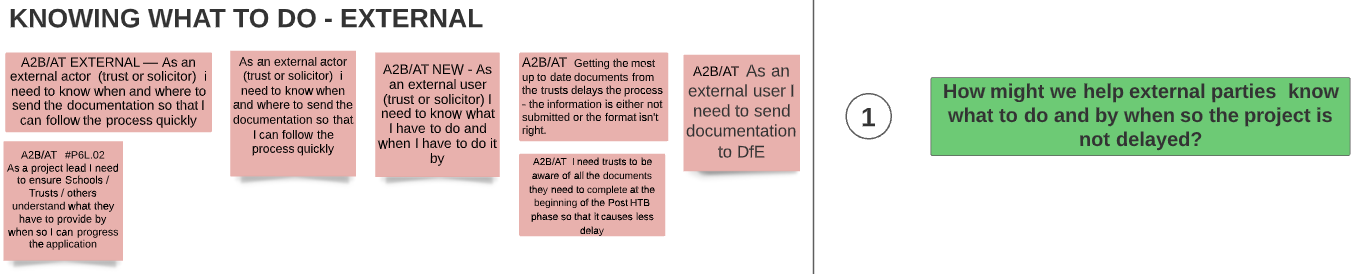 KNOWING WHAT TO DO - EXTERNAL
A2B/AT EXTERNAL — As an
external actor (trust or solicitor) i
need to know when and where to
send the documentation so that I
can follow the process quickly
As an external actor
(trust or solicitor) i
need to know when
and where to send the
documentation so that
I can follow the
process quickly
A2B/AT NEW - As
an external user
(trust or solicitor) I
need to know what
I have to do and
when I have to do it
by
A2B/AT Getting the most
up to date documents from
the trusts delays the process
- the information is either not
submitted or the format isn't
right.
A2B/AT As an
external user I
need to send
documentation
to DfE
A2B/AT #P6L.02
As a project lead I need
to ensure Schools /
Trusts / others
understand what they
have to provide by
when so I can progress
the application
A2B/AT I need trusts to be
aware of all the documents
they need to complete at the
beginning of the Post HTB
phase so that it causes less
delay
1
How might we help external parties know
what to do and by when so the project is
not delayed?